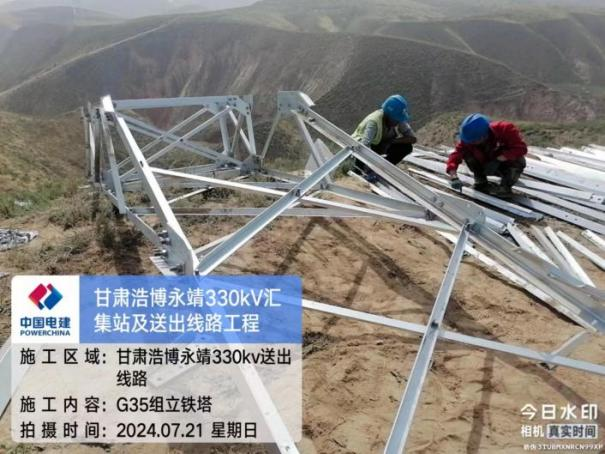 甘肃浩博永靖330kV汇
集站及送出线路工程
中国电建
POWERCHINA
施工区域：甘肃浩博永靖330kv送出
线路
施工内容：G35组立铁塔
拍摄时间：2024.07.21 星期日
今日水印
相机 真实时间